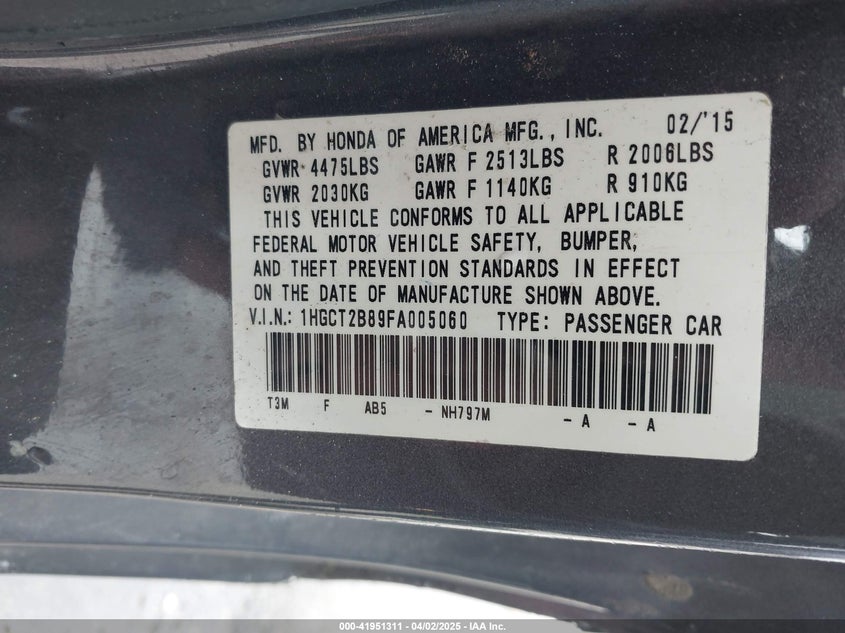 MFD. BY HONDA OF AMERICA MFG., INC. 02/'15
GVWR 4475LBS GAWR F 2513LBS R 2006LBS
GVWR 2030KG GAWR F 1140KG R 910KG
THIS VEHICLE CONFORMS TO ALL APPLICABLE
FEDERAL MOTOR VEHICLE SAFETY, BUMPER,
AND THEFT PREVENTION STANDARDS IN EFFECT
ON THE DATE OF MANUFACTURE SHOWN ABOVE.
V.I.N.: 1HGCT2B89FA005060 TYPE: PASSENGER CAR
T3M F AB5 - NH797M - A - A
000-41951311 - 04/02/2025 - IAA Inc.